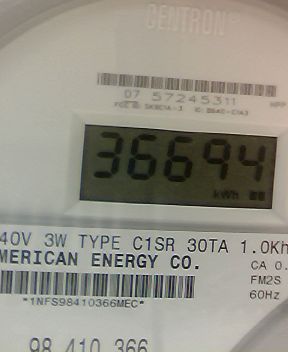 CENTRON®
07 57245311
36694
kWh
40V 3W TYPE C1SR 30TA 1.0Kh
MERICAN ENERGY CO.
CA 0.
FM2S
60Hz
*1NFS98410366MEC*
98 410 366